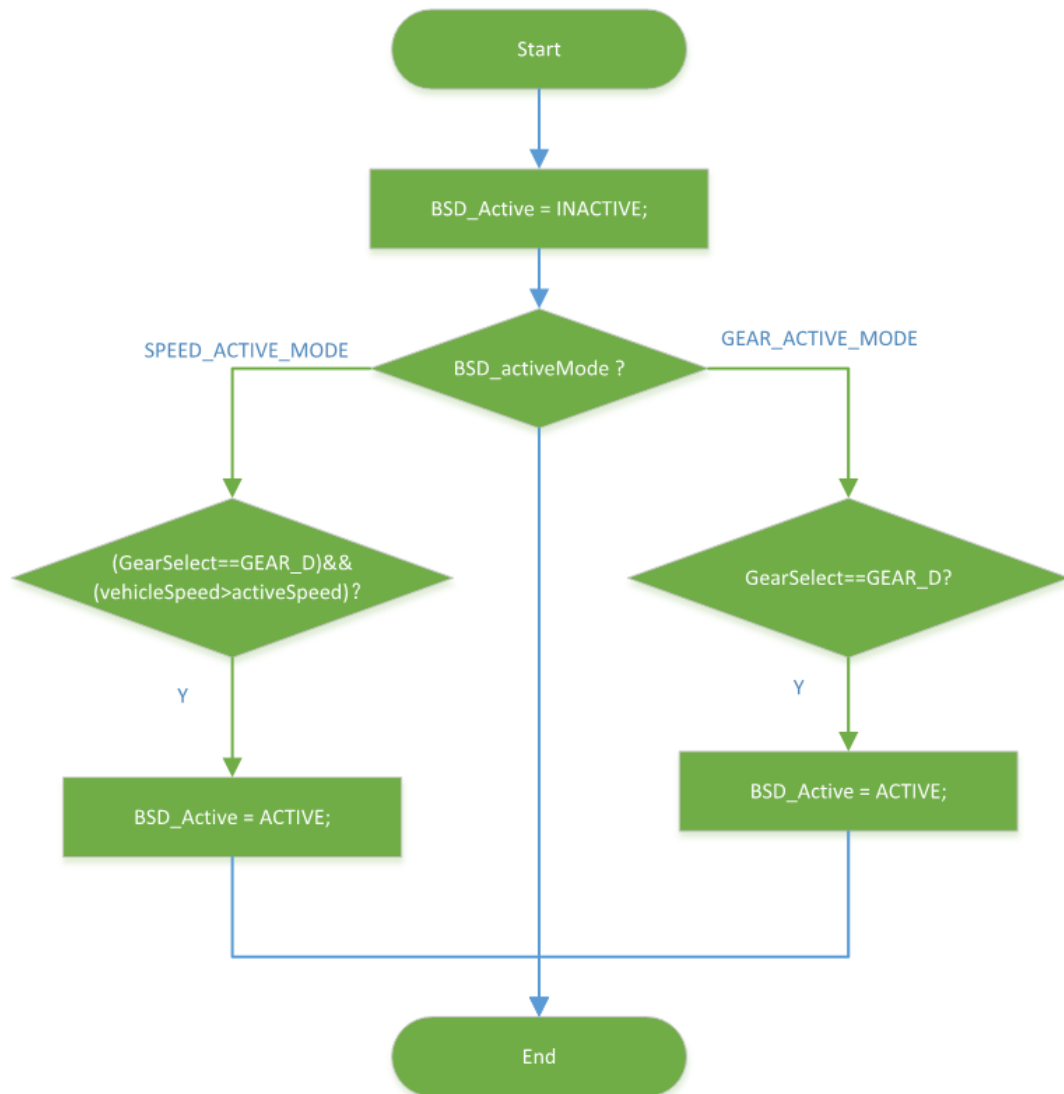 Start
BSD_Active = INACTIVE;
SPEED_ACTIVE_MODE
GEAR_ACTIVE_MODE
BSD_activeMode ?
(GearSelect==GEAR_D)&&
(vehicleSpeed>activeSpeed)?
GearSelect==GEAR_D?
Y
Y
BSD_Active = ACTIVE;
BSD_Active = ACTIVE;
End